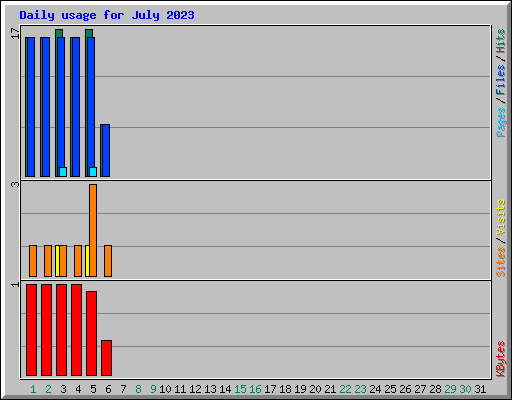 Daily usage for July 2023
17
3
1
Pages/Files/Hits
Sites/Visits
KBytes
1 2 3 4 5 6 7 8 9 10 11 12 13 14 15 16 17 18 19 20 21 22 23 24 25 26 27 28 29 30 31